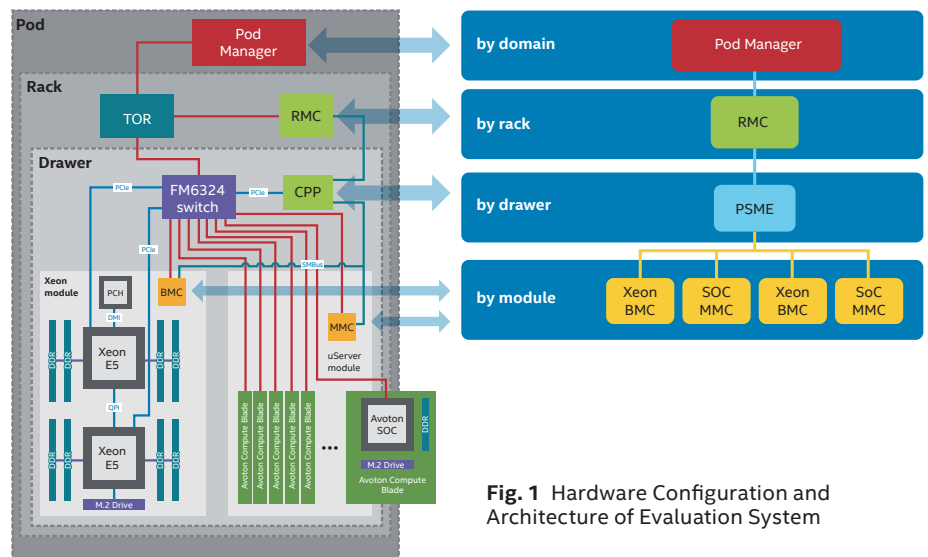 Pod
Pod
Manager
Rack
TOR
RMC
Drawer
FM6324
switch
PCIe
PCIe
CPP
PCIe
SMBus
Xeon
module
PCH
BMC
DMI
MMC
uServer
module
DDR
DDR
Xeon
E5
DDR
DDR
QPI
DDR
DDR
Xeon
E5
DDR
DDR
M.2 Drive
Avoton Compute Blade
Avoton Compute Blade
Avoton Compute Blade
Avoton Compute Blade
Avoton Compute Blade
...
Avoton
SOC
DDR
M.2 Drive
Avoton Compute
Blade
by domain
Pod Manager
by rack
RMC
by drawer
PSME
by module
Xeon
BMC
SOC
MMC
Xeon
BMC
SoC
MMC
Fig. 1 Hardware Configuration and
Architecture of Evaluation System